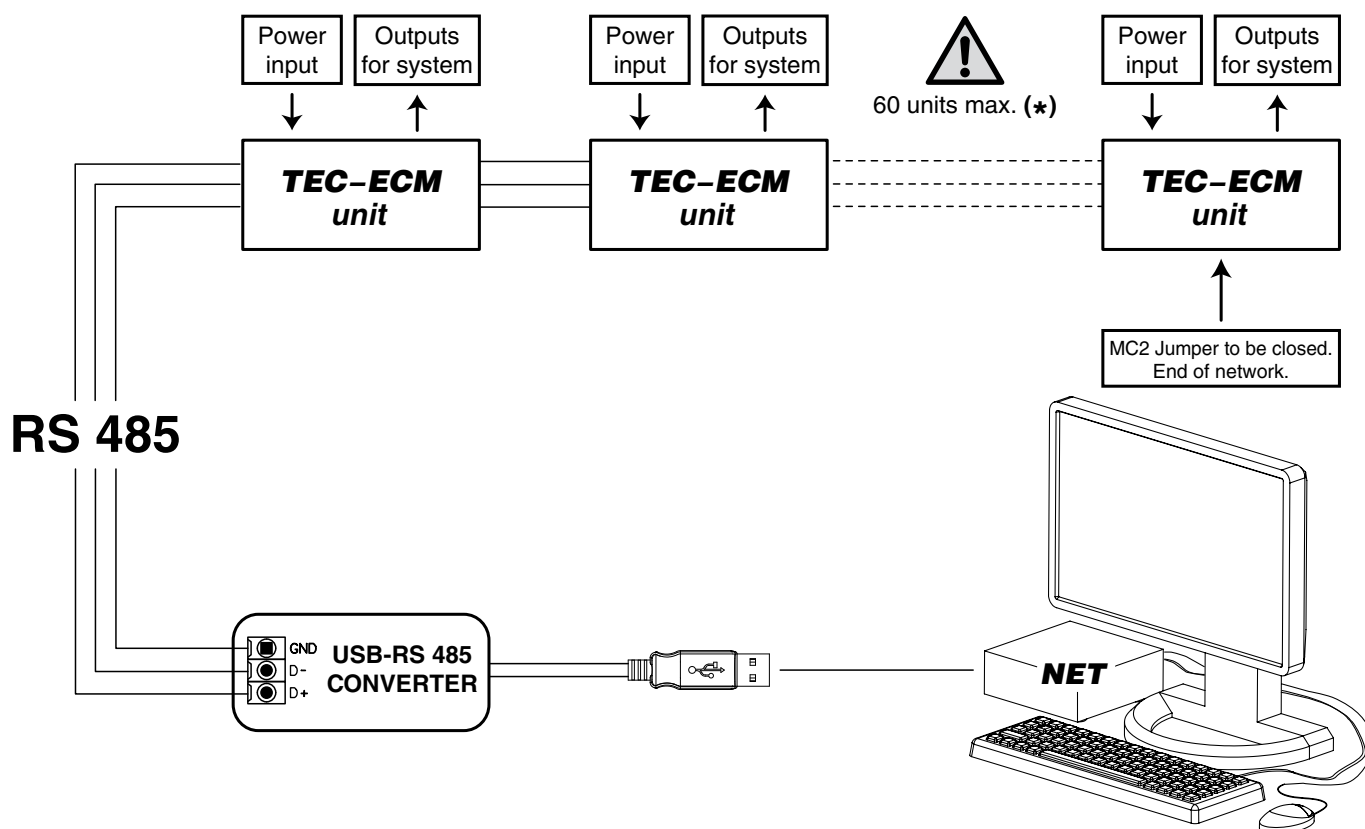 Power
input
Outputs
for system
Power
input
Outputs
for system
60 units max. (*)
Power
input
Outputs
for system
TEC–ECM
unit
TEC–ECM
unit
TEC–ECM
unit
MC2 Jumper to be closed.
End of network.
RS 485
GND
D-
D+
USB-RS 485
CONVERTER
NET